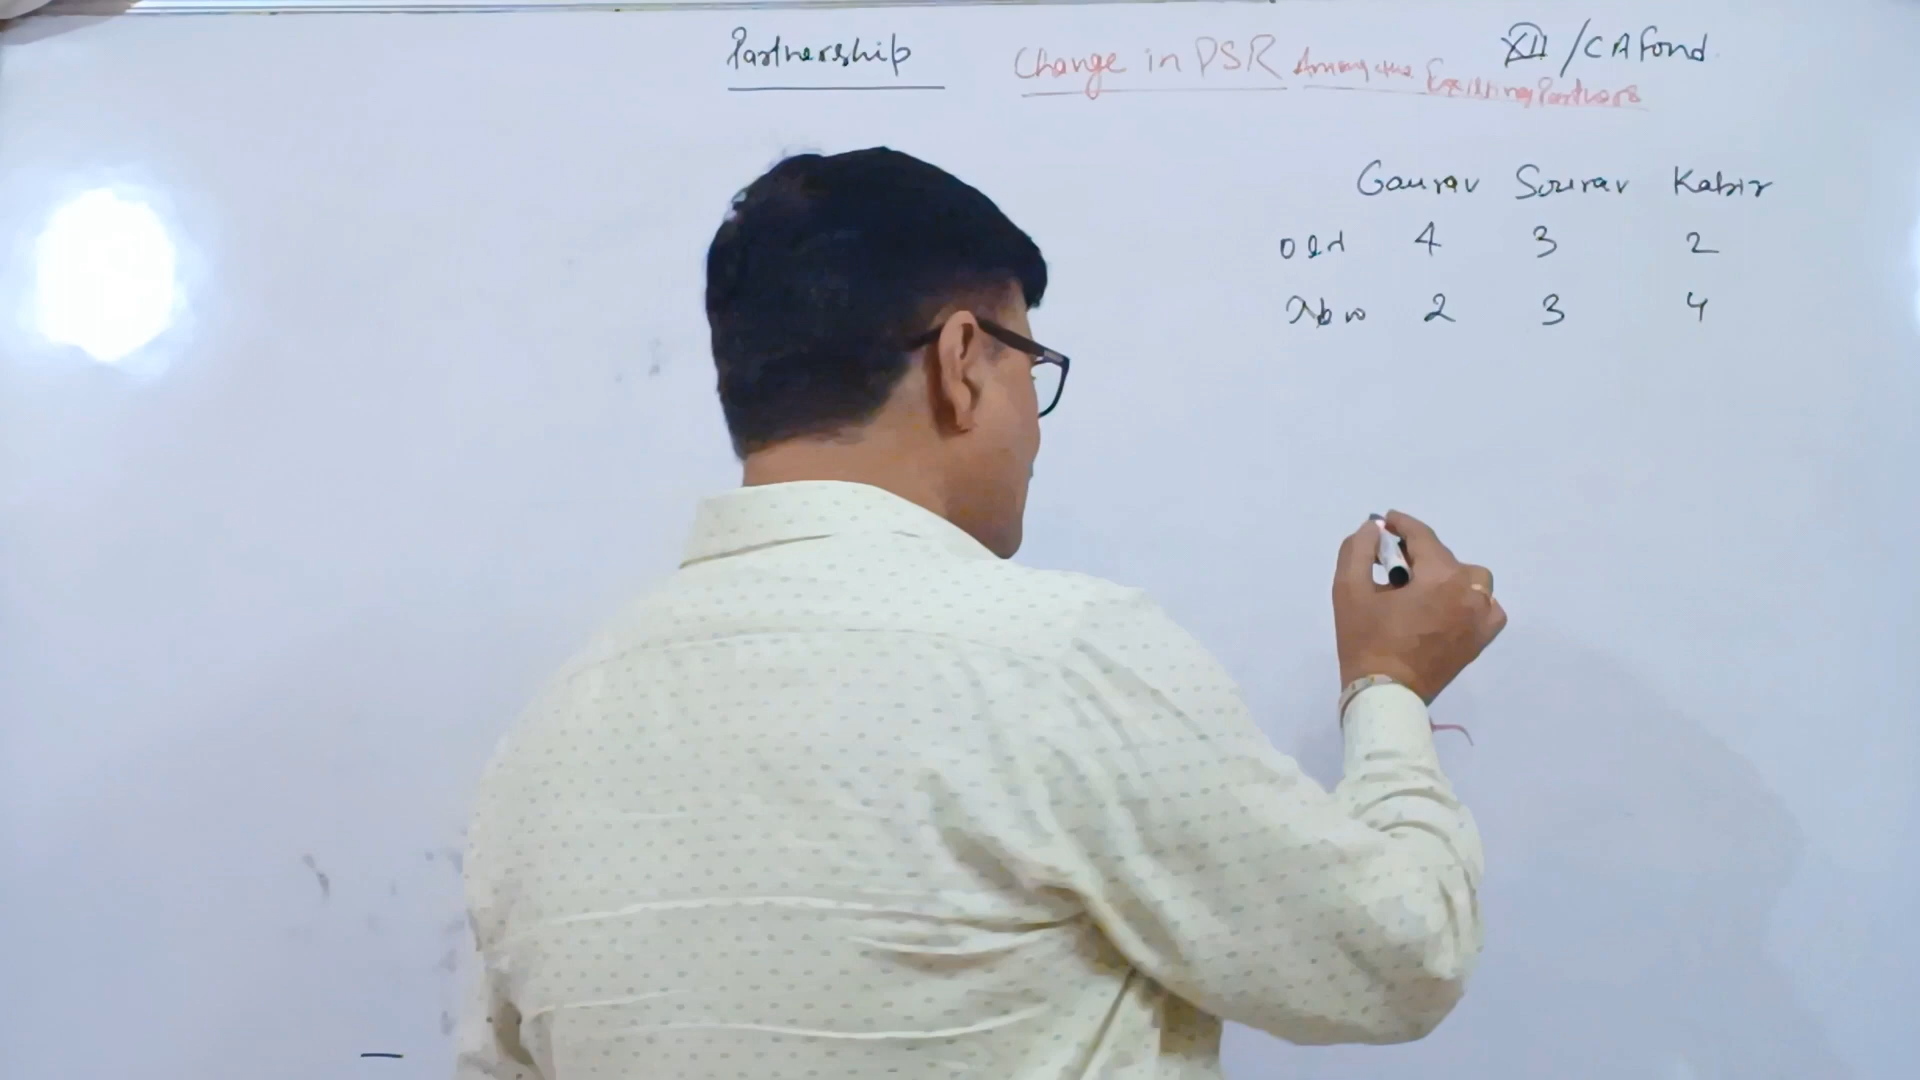 Partnership Change in PSR Among the Existing Partners XII / CA Fond.
Gaurav Sourav Kabir
Old 4 3 2
New 2 3 4